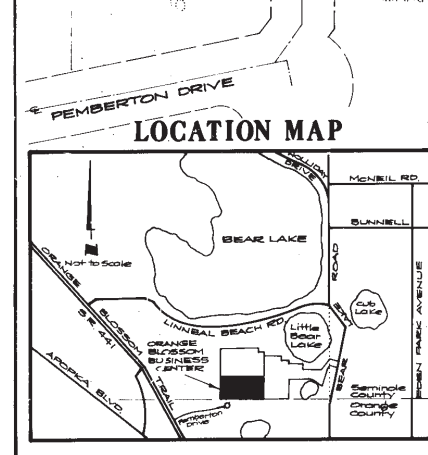 PEMBERTON DRIVE
LOCATION MAP
HOLLIDAY
DRIVE
McNEIL RD.
BUNNELL
BEAR LAKE
Not to Scale
ROAD
Cub
Lake
LAKE
BEAR
EDEN PARK AVENUE
ORANGE
BLOSSOM
TRAIL
S.R. 441
LINNEAL BEACH RD.
Little
Bear
Lake
ORANGE
BLOSSOM
BUSINESS
CENTER
APOPKA BLVD.
Pemberton
Drive
Seminole
County
Orange
County